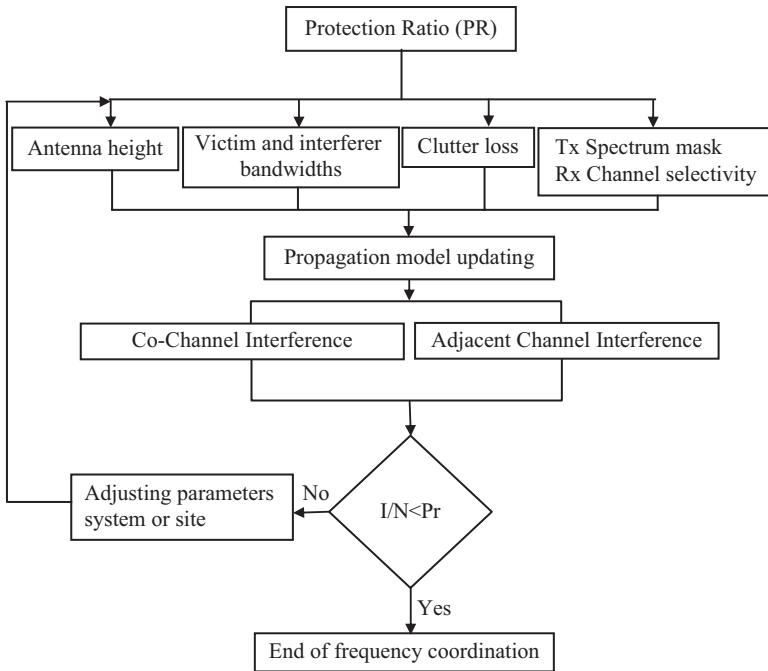 Protection Ratio (PR)
Antenna height
Victim and interferer
bandwidths
Clutter loss
Tx Spectrum mask
Rx Channel selectivity
Propagation model updating
Co-Channel Interference
Adjacent Channel Interference
I/N<Pr
No
Adjusting parameters
system or site
Yes
End of frequency coordination